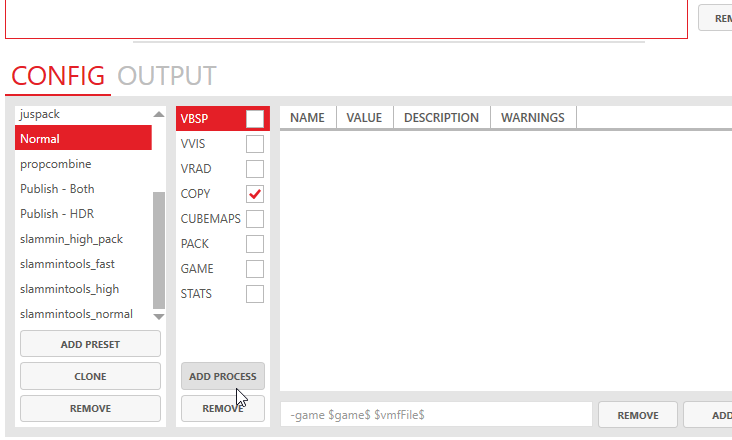 REM
CONFIG OUTPUT
juspack
Normal
propcombine
Publish - Both
Publish - HDR
slammin_high_pack
slammintools_fast
slammintools_high
slammintools_normal
ADD PRESET
CLONE
REMOVE
VBSP
VVIS
VRAD
COPY
CUBEMAPS
PACK
GAME
STATS
ADD PROCESS
REMOVE
NAME VALUE DESCRIPTION WARNINGS
-game $game$ $vmfFile$
REMOVE
ADD